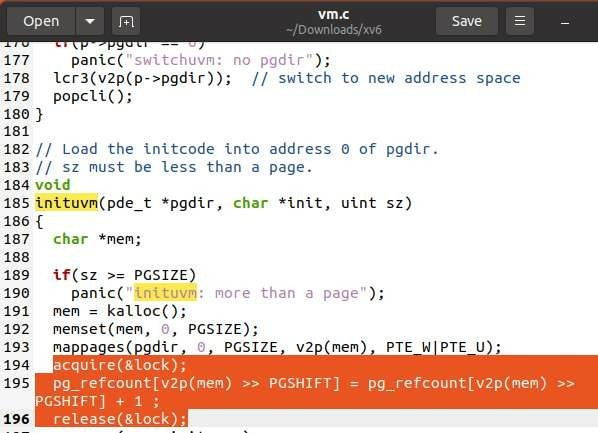 Open
vm.c
~/Downloads/xv6
Save
176 if(p->pgdir == 0)
177 panic("switchuvm: no pgdir");
178 lcr3(v2p(p->pgdir)); // switch to new address space
179 popcli();
180 }
181
182 // Load the initcode into address 0 of pgdir.
183 // sz must be less than a page.
184 void
185 inituvm(pde_t *pgdir, char *init, uint sz)
186 {
187 char *mem;
188
189 if(sz >= PGSIZE)
190 panic("inituvm: more than a page");
191 mem = kalloc();
192 memset(mem, 0, PGSIZE);
193 mappages(pgdir, 0, PGSIZE, v2p(mem), PTE_W|PTE_U);
194 acquire(&lock);
195 pg_refcount[v2p(mem) >> PGSHIFT] = pg_refcount[v2p(mem) >>
PGSHIFT] + 1 ;
196 release(&lock);